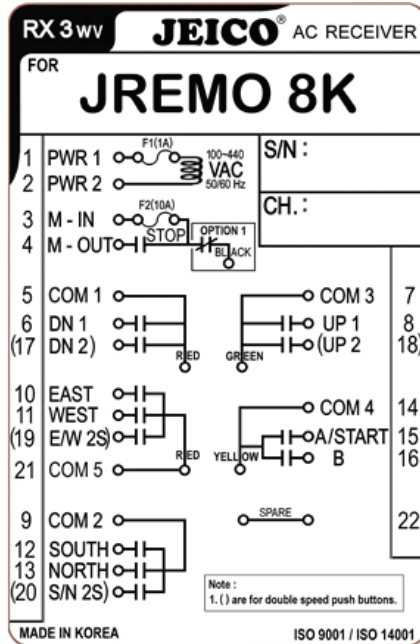 RX 3 WV JEICO® AC RECEIVER
FOR
JREMO 8K
S/N :
CH. :
F1(1A)
1 PWR 1
100~440
VAC
50/60 Hz
2 PWR 2
F2(10A)
3 M - IN
STOP
OPTION 1
4 M - OUT
BLACK
5 COM 1
6 DN 1
(17 DN 2)
RED
COM 3 7
UP 1 8
(UP 2 18)
GREEN
10 EAST
11 WEST
(19 E/W 2S)
21 COM 5
RED
COM 4 14
A/START 15
B 16
YELLOW
9 COM 2
12 SOUTH
13 NORTH
(20 S/N 2S)
SPARE 22
Note :
1. ( ) are for double speed push buttons.
MADE IN KOREA
ISO 9001 / ISO 14001